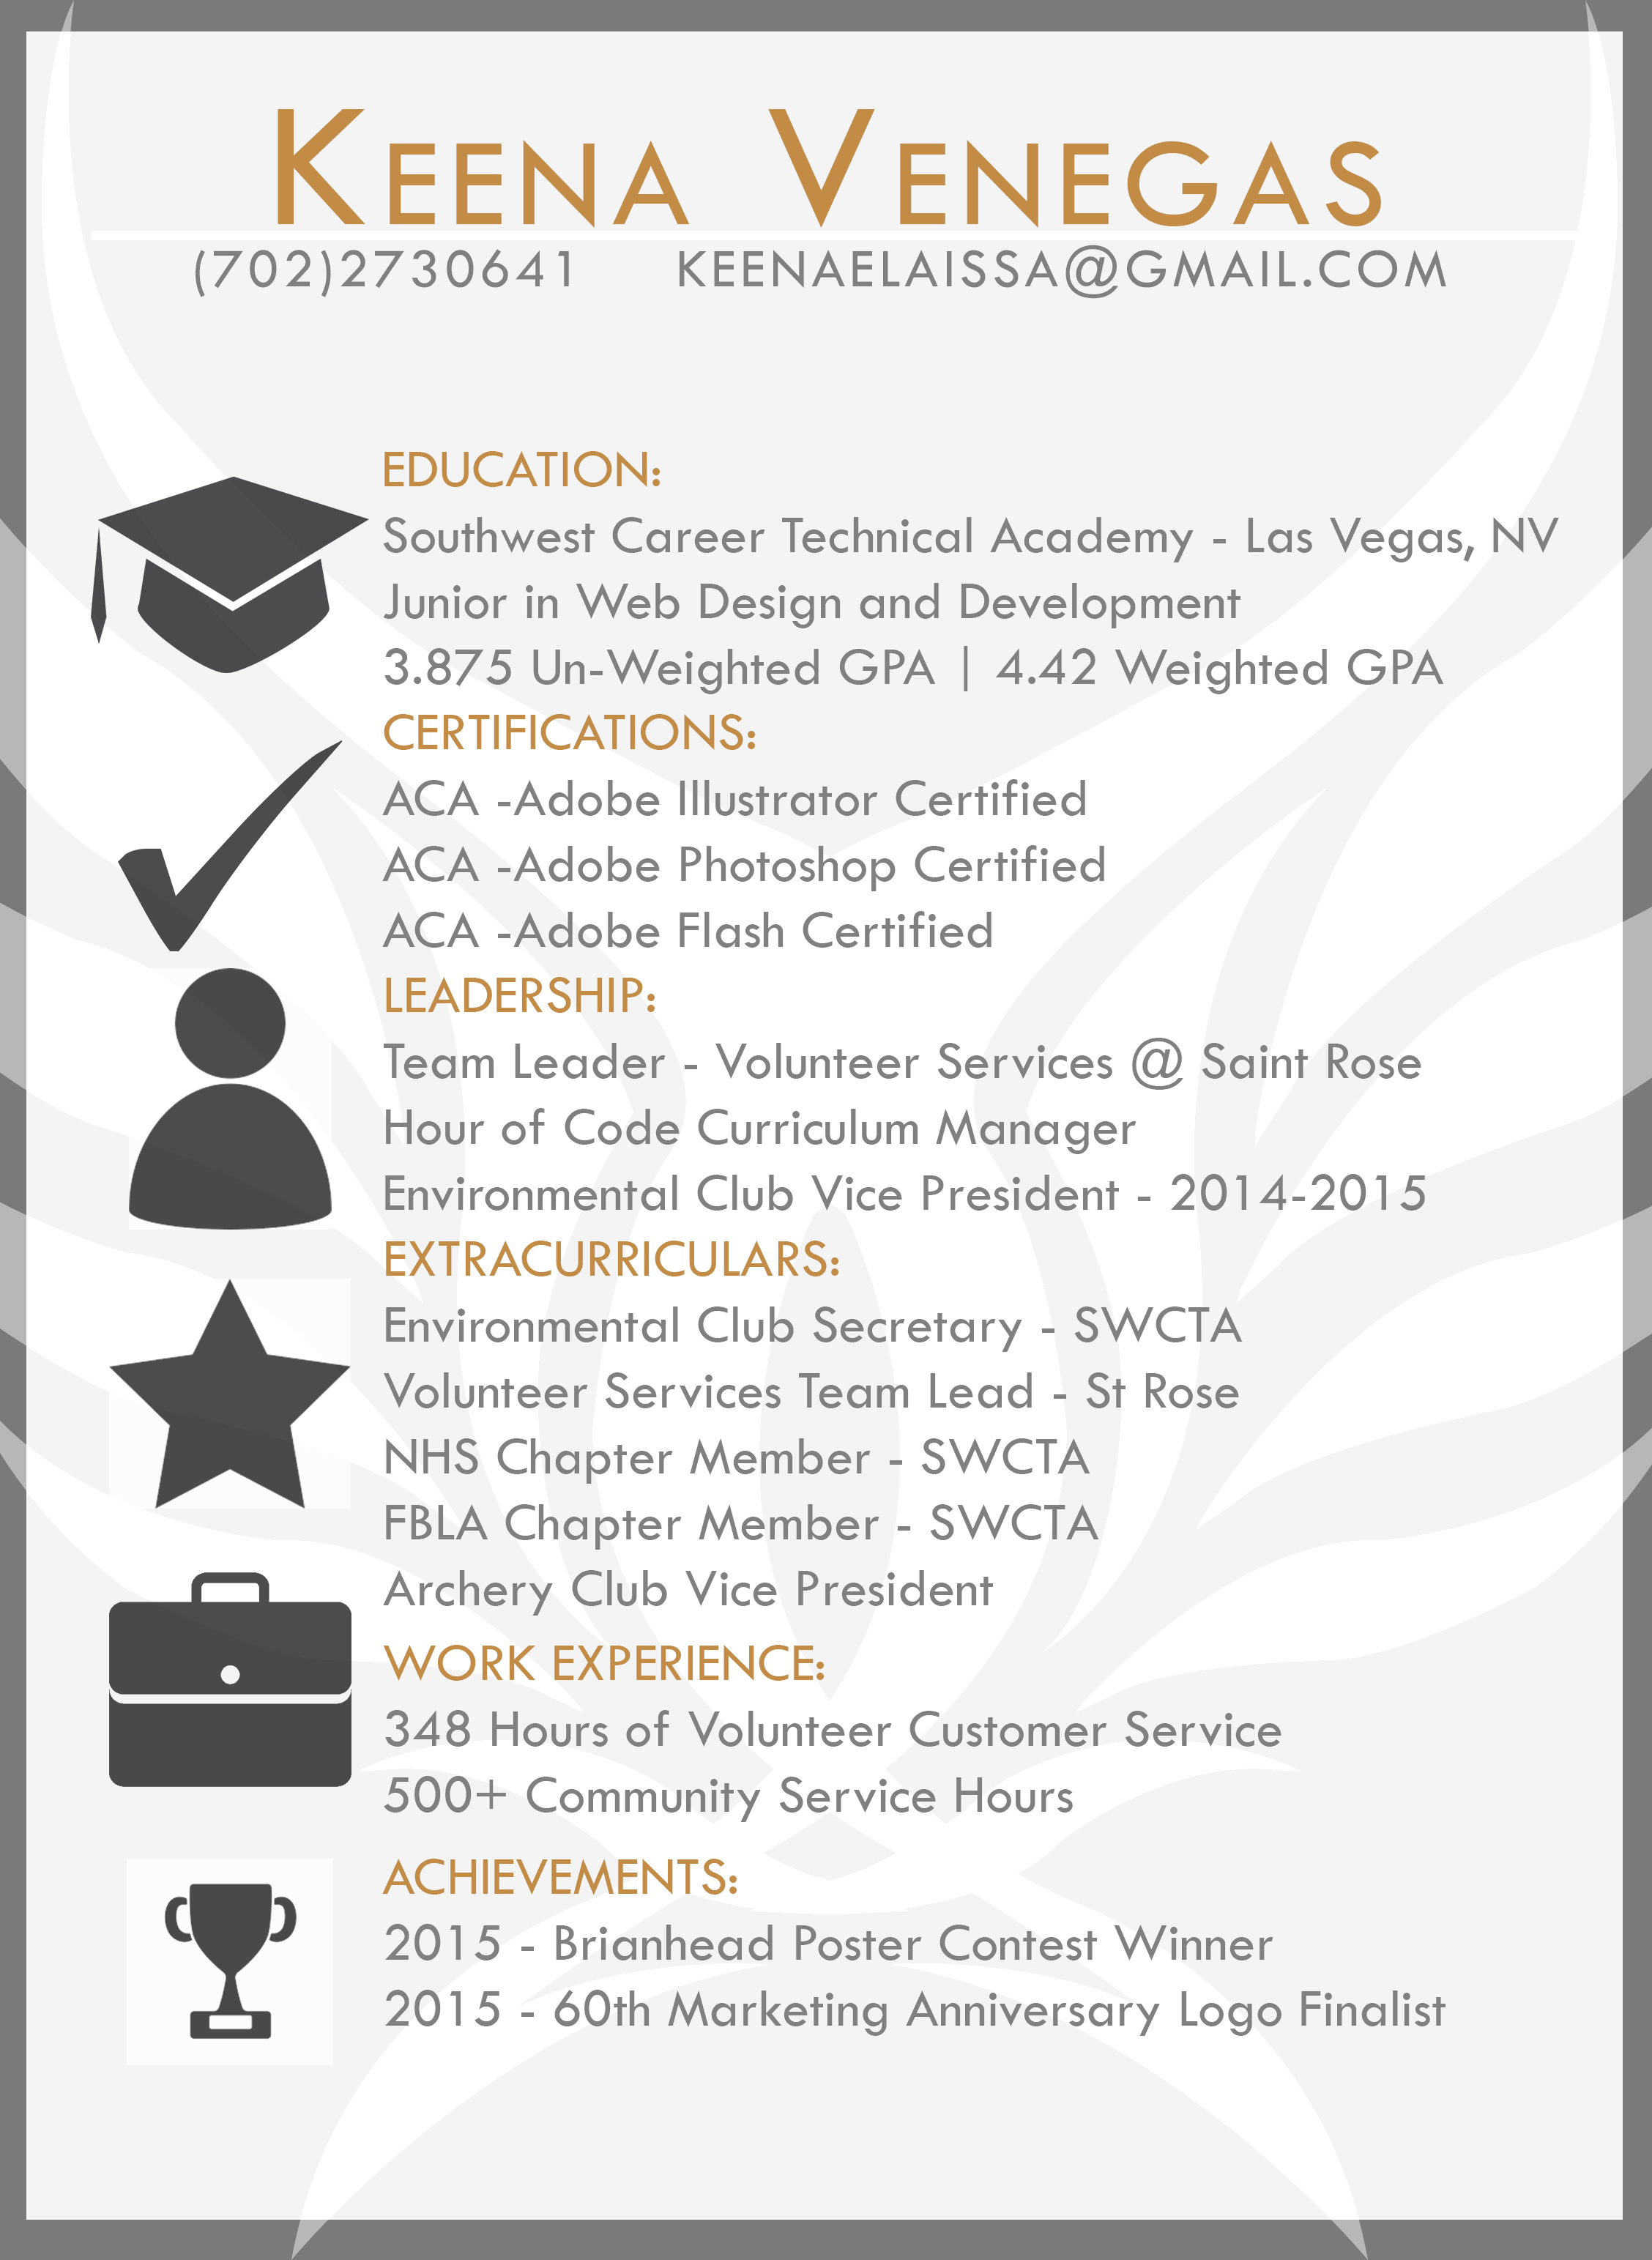 KEENA VENEGAS
(702)2730641 KEENAELAISSA@GMAIL.COM
EDUCATION:
Southwest Career Technical Academy - Las Vegas, NV
Junior in Web Design and Development
3.875 Un-Weighted GPA | 4.42 Weighted GPA
CERTIFICATIONS:
ACA -Adobe Illustrator Certified
ACA -Adobe Photoshop Certified
ACA -Adobe Flash Certified
LEADERSHIP:
Team Leader - Volunteer Services @ Saint Rose
Hour of Code Curriculum Manager
Environmental Club Vice President - 2014-2015
EXTRACURRICULARS:
Environmental Club Secretary - SWCTA
Volunteer Services Team Lead - St Rose
NHS Chapter Member - SWCTA
FBLA Chapter Member - SWCTA
Archery Club Vice President
WORK EXPERIENCE:
348 Hours of Volunteer Customer Service
500+ Community Service Hours
ACHIEVEMENTS:
2015 - Brianhead Poster Contest Winner
2015 - 60th Marketing Anniversary Logo Finalist